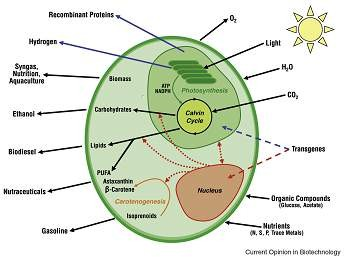 Recombinant Proteins
O2
Hydrogen
Light
Syngas,
Nutrition,
Aquaculture
Biomass
ATP
NADPH
Photosynthesis
H2O
CO2
Ethanol
Carbohydrates
Calvin
Cycle
Biodiesel
Lipids
Transgenes
PUFA
Astaxanthin
β-Carotene
Nucleus
Nutraceuticals
Carotenogenesis
Organic Compounds
(Glucose, Acetate)
Isoprenoids
Gasoline
Nutrients
(N, S, P, Trace Metals)
Current Opinion in Biotechnology